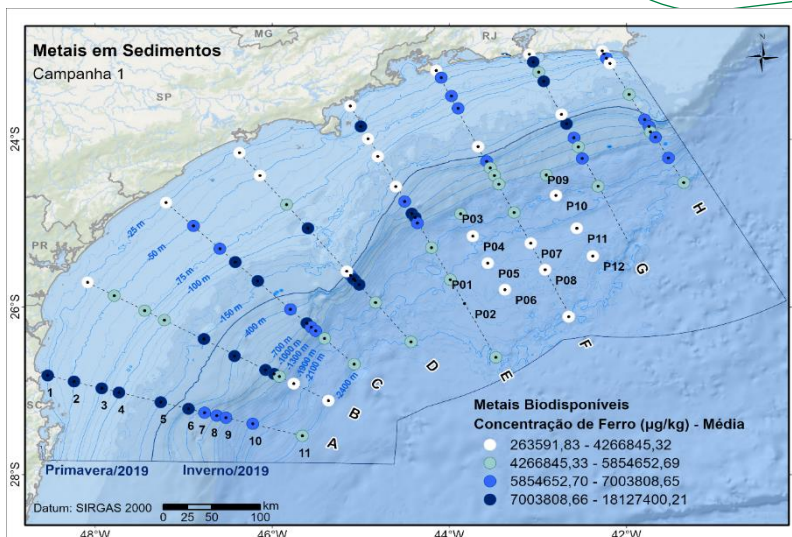 Metais em Sedimentos
Campanha 1
MG
RJ
SP
PR
SC
24°S
26°S
28°S
-25 m
-50 m
-75 m
-100 m
-150 m
-400 m
-700 m
-1000 m
-1300 m
-1900 m
-2100 m
-2400 m
P09
P10
P03
P04
P11
P07
P12
P05
P08
P01
P06
P02
H
G
F
E
D
C
B
A
1
2
3
4
5
6
7
8
9
10
11
Primavera/2019
Inverno/2019
Datum: SIRGAS 2000
km
0 25 50 100
Metais Biodisponíveis
Concentração de Ferro (µg/kg) - Média
263591,83 - 4266845,32
4266845,33 - 5854652,69
5854652,70 - 7003808,65
7003808,66 - 18127400,21
48°W
46°W
44°W
42°W